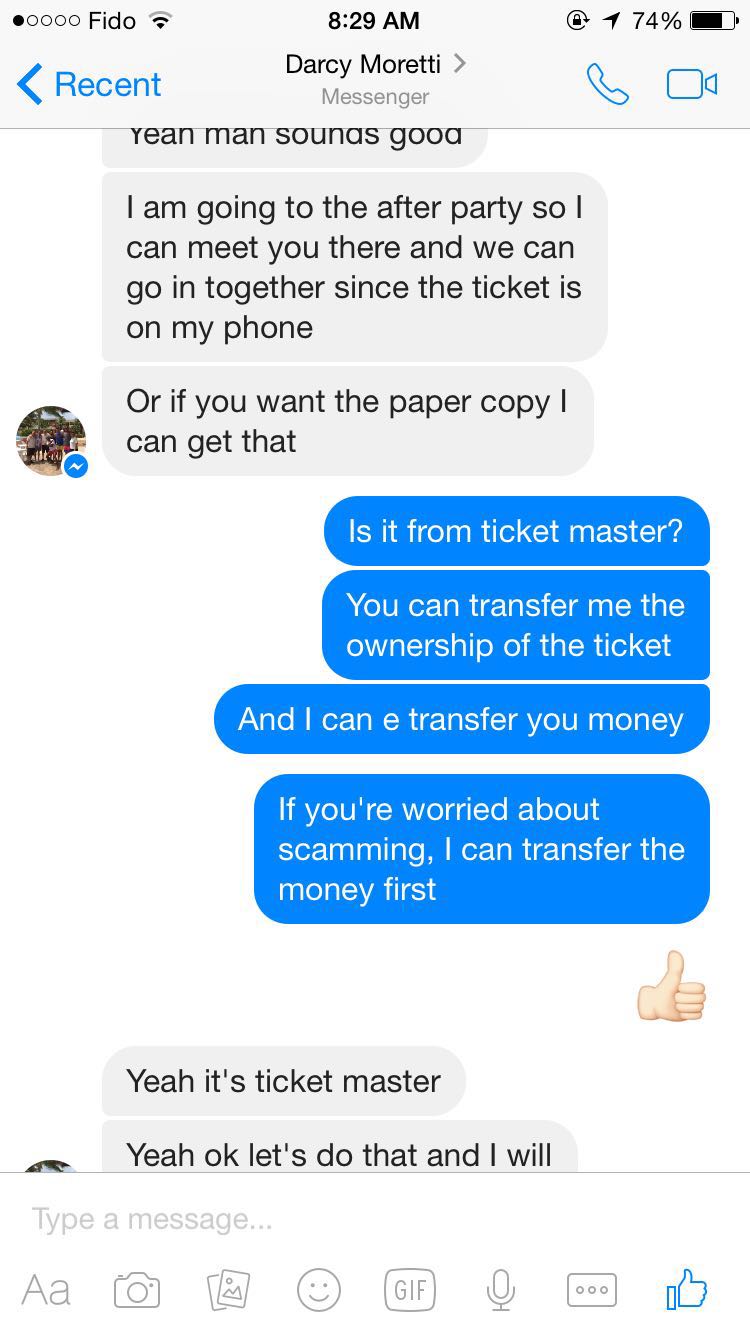 Fido
8:29 AM
74%
Recent
Darcy Moretti
Messenger
Yeah man sounds good
I am going to the after party so I
can meet you there and we can
go in together since the ticket is
on my phone
Or if you want the paper copy I
can get that
Is it from ticket master?
You can transfer me the
ownership of the ticket
And I can e transfer you money
If you're worried about
scamming, I can transfer the
money first
Yeah it's ticket master
Yeah ok let's do that and I will
Type a message...
Aa
GIF